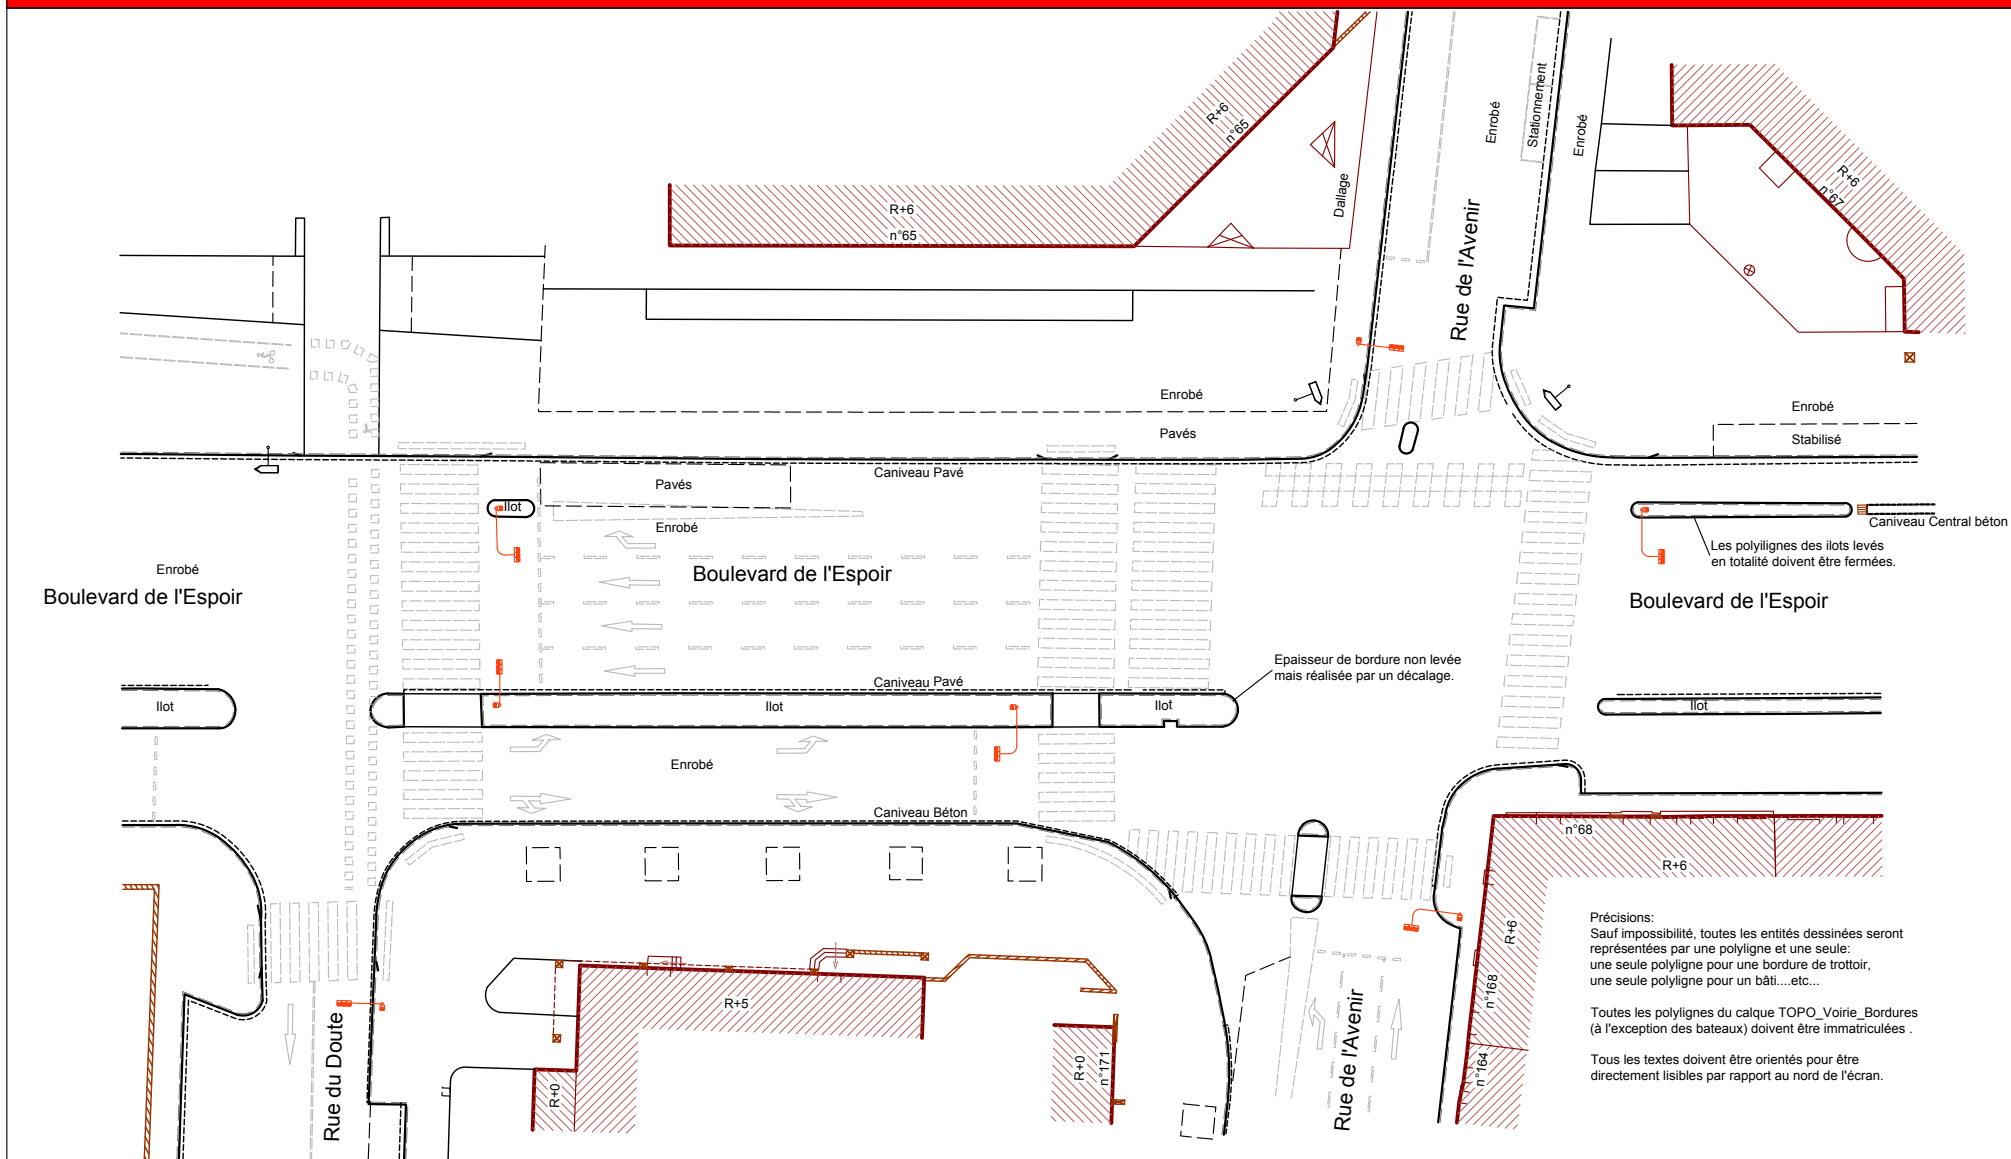 R+6
n°65
R+6
n°65
Dallage
Rue de l'Avenir
Enrobé
Stationnement
Enrobé
R+6
n°67
Enrobé
Pavés
Enrobé
Stabilisé
Caniveau Pavé
Pavés
Ilot
Enrobé
Caniveau Central béton
Les polyilignes des ilots levés
en totalité doivent être fermées.
Enrobé
Boulevard de l'Espoir
Boulevard de l'Espoir
Boulevard de l'Espoir
Epaisseur de bordure non levée
mais réalisée par un décalage.
Caniveau Pavé
Ilot
Ilot
Ilot
Ilot
Enrobé
Caniveau Béton
n°68
R+6
R+6
n°168
n°164
R+5
R+0
R+0
n°171
Rue du Doute
Rue de l'Avenir
Précisions:
Sauf impossibilité, toutes les entités dessinées seront
représentées par une polyligne et une seule:
une seule polyligne pour une bordure de trottoir,
une seule polyligne pour un bâti....etc...
Toutes les polylignes du calque TOPO_Voirie_Bordures
(à l'exception des bateaux) doivent être immatriculées .
Tous les textes doivent être orientés pour être
directement lisibles par rapport au nord de l'écran.